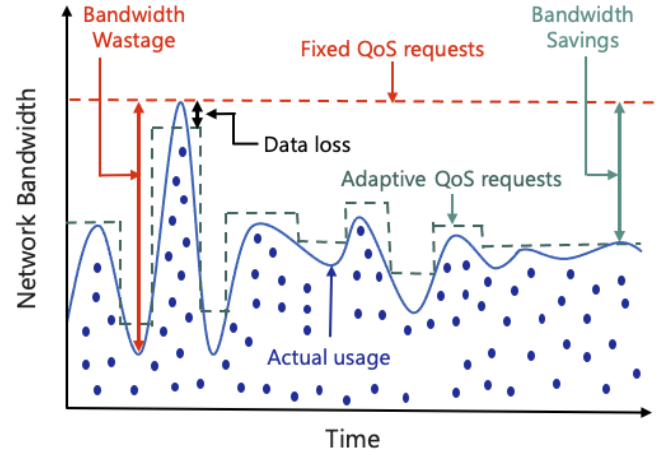 Bandwidth
Wastage
Bandwidth
Savings
Fixed QoS requests
Data loss
Adaptive QoS requests
Network Bandwidth
Actual usage
Time